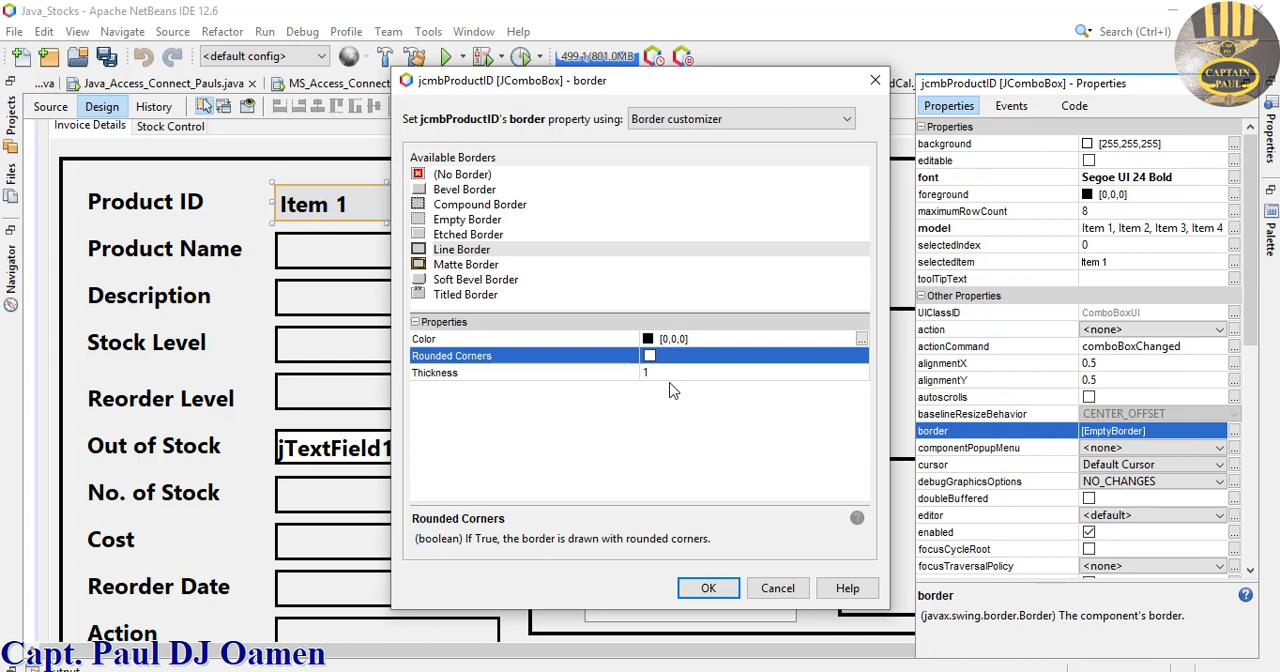 Java_Stocks - Apache NetBeans IDE 12.6
File Edit View Navigate Source Refactor Run Debug Profile Team Tools Window Help
Search (Ctrl+I)
<default config>
499.1/801.0MB
...va
Java_Access_Connect_Pauls.java
MS_Access_Connect
Cal.
Source Design History
Invoice Details Stock Control
Projects
Files
Navigator
Product ID
Item 1
Product Name
Description
Stock Level
Reorder Level
Out of Stock
jTextField1
No. of Stock
Cost
Reorder Date
Action
jcmbProductID [JComboBox] - border
Set jcmbProductID's border property using:
Border customizer
Available Borders
(No Border)
Bevel Border
Compound Border
Empty Border
Etched Border
Line Border
Matte Border
Soft Bevel Border
Titled Border
Properties
Color [0,0,0]
Rounded Corners
Thickness 1
Rounded Corners
(boolean) If True, the border is drawn with rounded corners.
OK Cancel Help
jcmbProductID [JComboBox] - Properties
Properties Events Code
Properties
background [255,255,255]
editable
font Segoe UI 24 Bold
foreground [0,0,0]
maximumRowCount 8
model Item 1, Item 2, Item 3, Item 4
selectedIndex 0
selectedItem Item 1
toolTipText
Other Properties
UIClassID ComboBoxUI
action <none>
actionCommand comboBoxChanged
alignmentX 0.5
alignmentY 0.5
autoscrolls
baselineResizeBehavior CENTER_OFFSET
border [EmptyBorder]
componentPopupMenu <none>
cursor Default Cursor
debugGraphicsOptions NO_CHANGES
doubleBuffered
editor <default>
enabled
focusCycleRoot
focusTraversalPolicy <none>
border
(javax.swing.border.Border) The component's border.
Properties
Palette
CAPTAIN
PAUL
Capt. Paul DJ Oamen